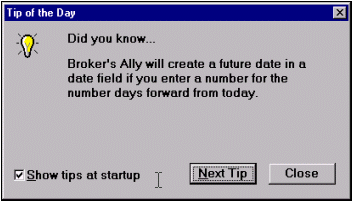 Tip of the Day
Did you know...
Broker's Ally will create a future date in a
date field if you enter a number for the
number days forward from today.
Show tips at startup
Next Tip
Close